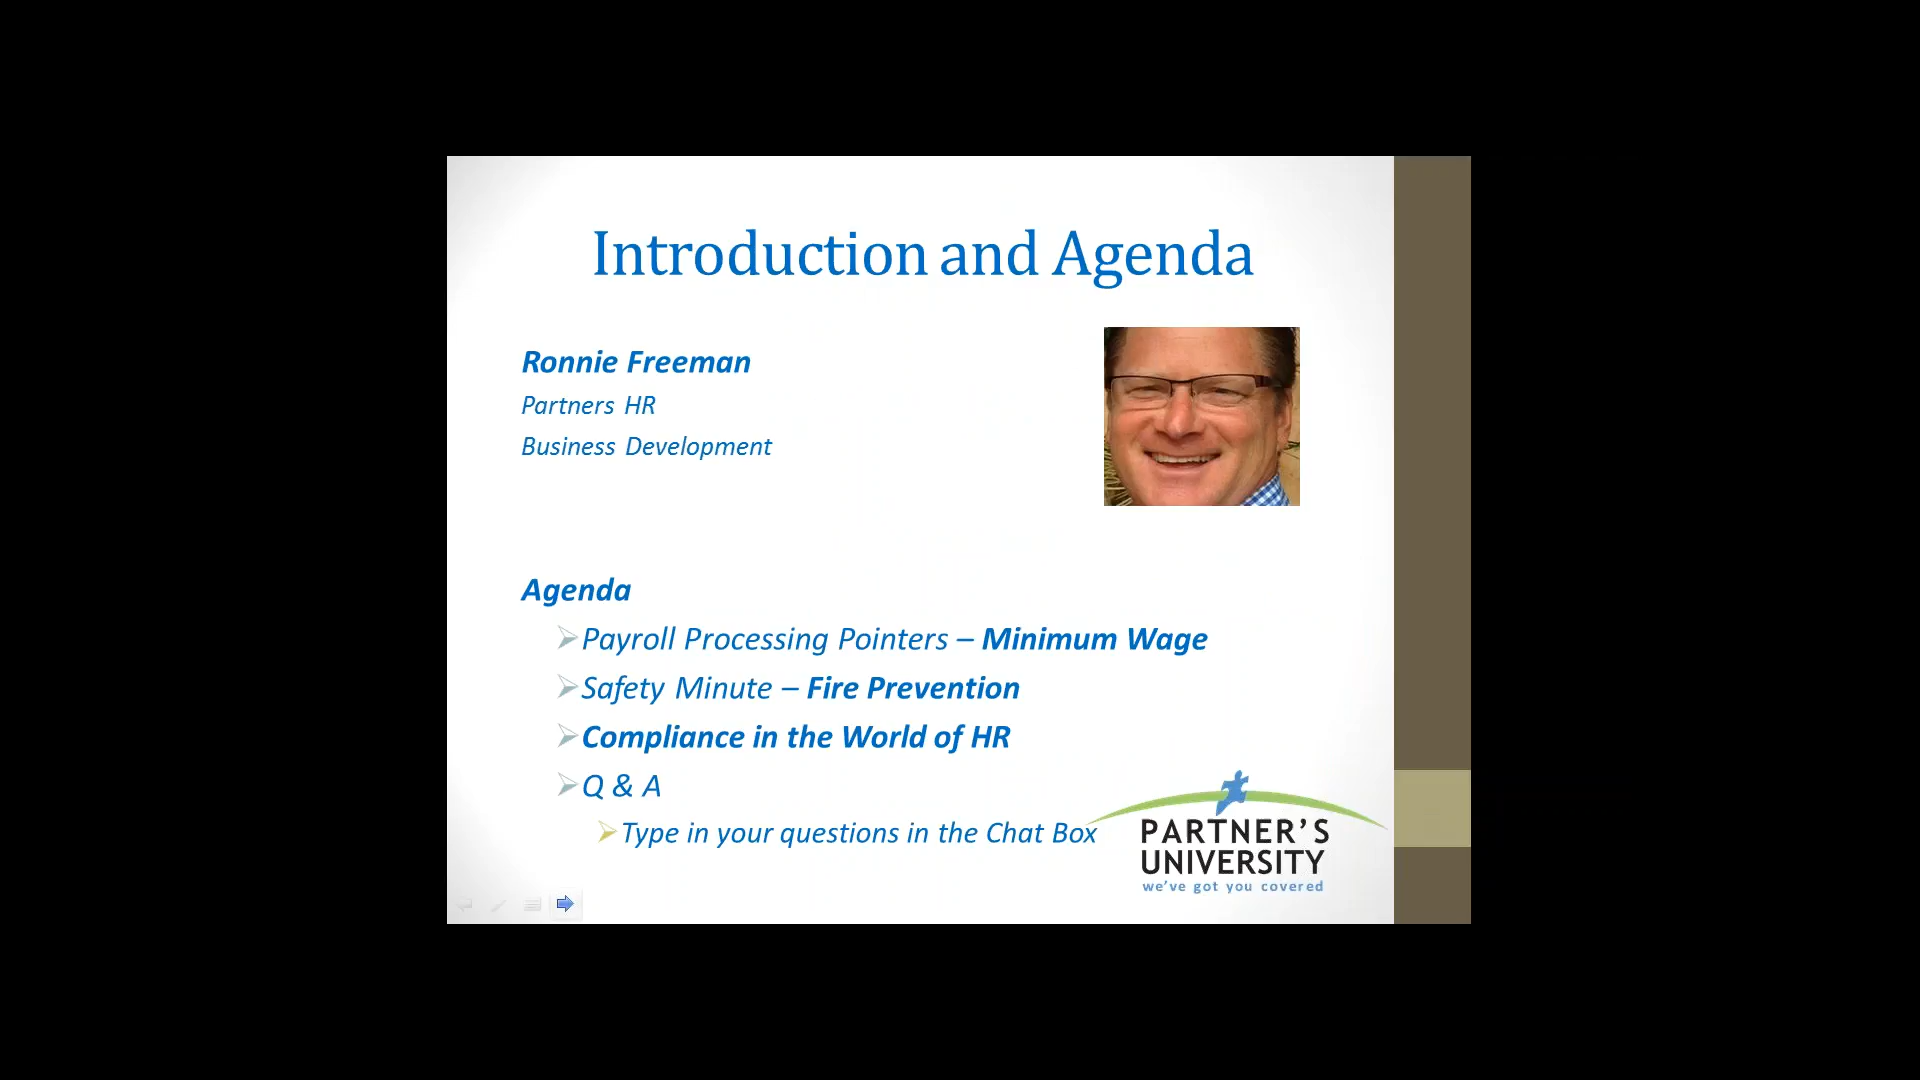 Introduction and Agenda
Ronnie Freeman
Partners HR
Business Development
Agenda
Payroll Processing Pointers – Minimum Wage
Safety Minute – Fire Prevention
Compliance in the World of HR
Q & A
Type in your questions in the Chat Box
PARTNER'S
UNIVERSITY
we've got you covered